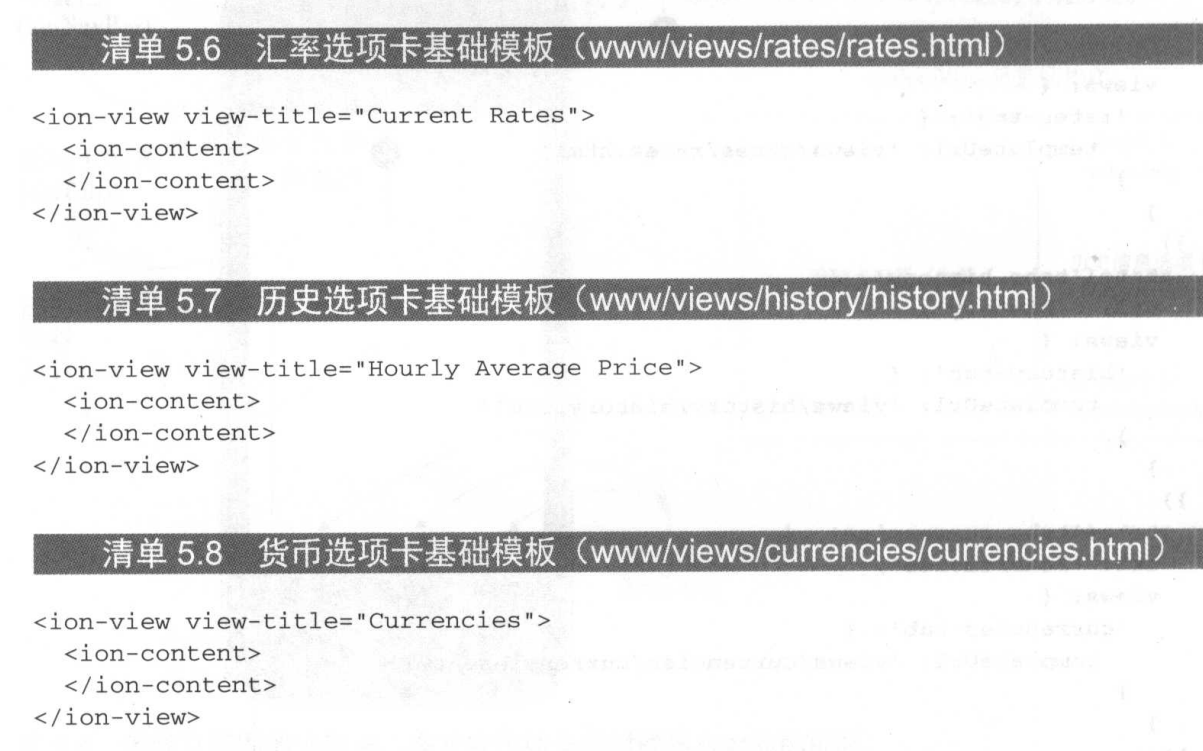 清单 5.6 汇率选项卡基础模板（www/views/rates/rates.html）
<ion-view view-title="Current Rates">
  <ion-content>
  </ion-content>
</ion-view>
清单 5.7 历史选项卡基础模板（www/views/history/history.html）
<ion-view view-title="Hourly Average Price">
  <ion-content>
  </ion-content>
</ion-view>
清单 5.8 货币选项卡基础模板（www/views/currencies/currencies.html）
<ion-view view-title="Currencies">
  <ion-content>
  </ion-content>
</ion-view>